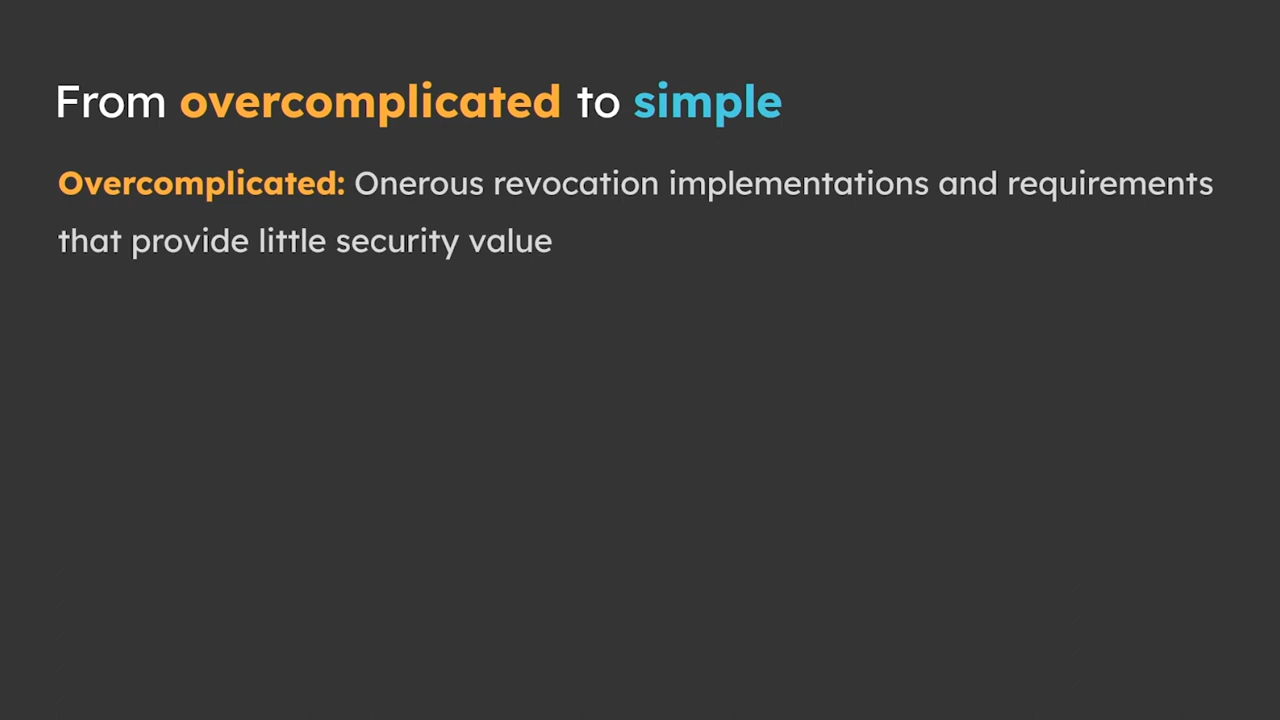 From overcomplicated to simple
Overcomplicated: Onerous revocation implementations and requirements
that provide little security value